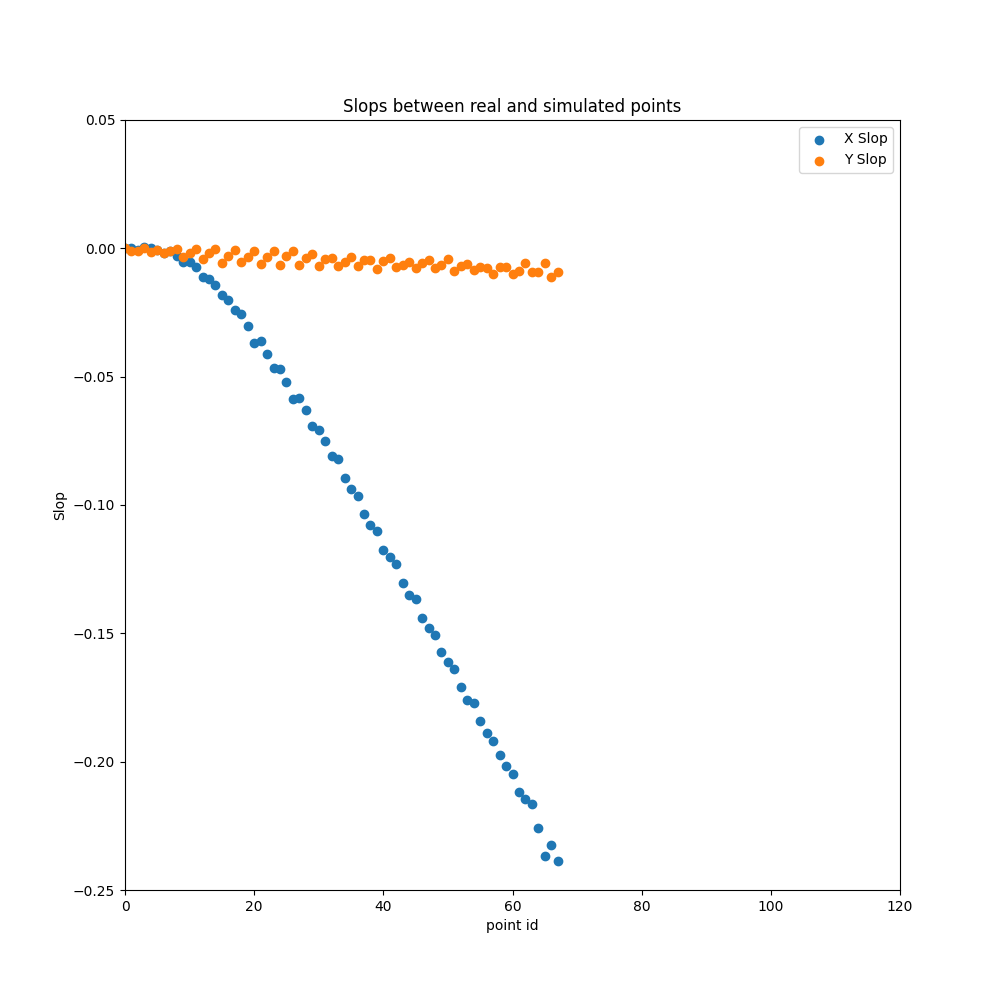 Slops between real and simulated points
X Slop
Y Slop
0.05
0.00
−0.05
−0.10
−0.15
−0.20
−0.25
Slop
0 20 40 60 80 100 120
point id